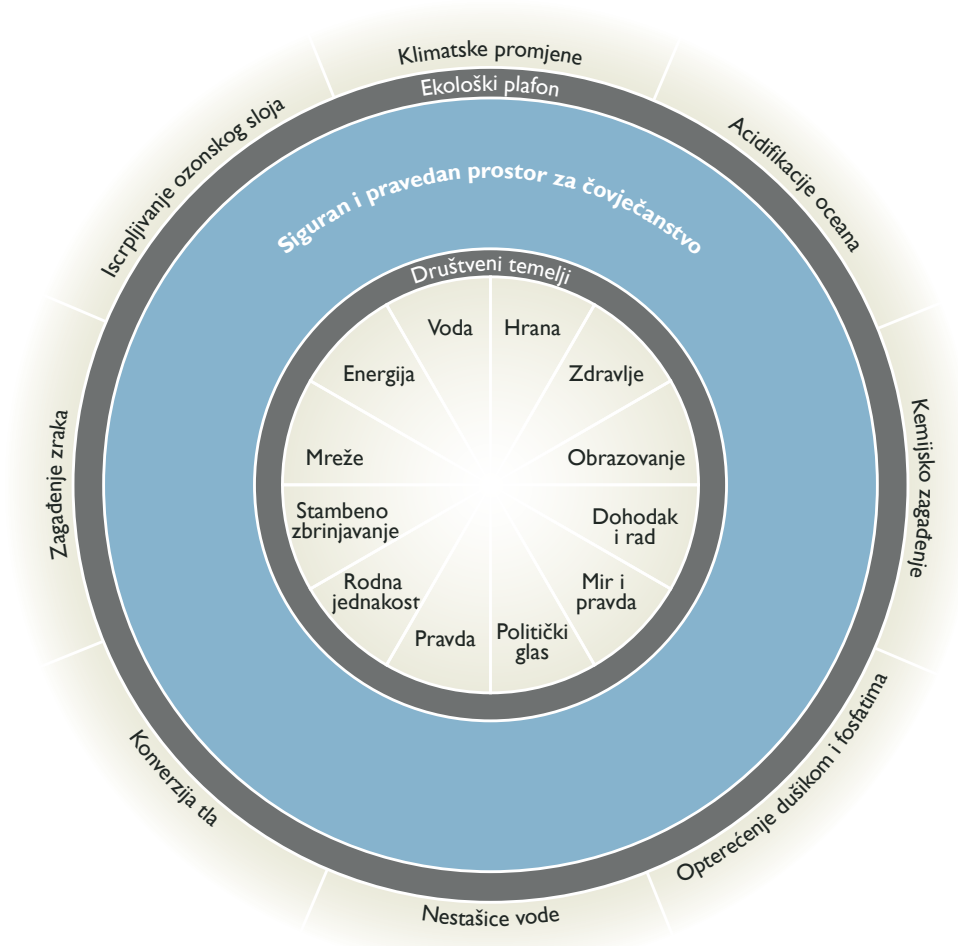 Klimatske promjene
Ekološki plafon
Acidifikacije oceana
Iscrpljivanje ozonskog sloja
Siguran i pravedan prostor za čovječanstvo
Društveni temelji
Voda
Hrana
Energija
Zdravlje
Mreže
Obrazovanje
Stambeno
zbrinjavanje
Dohodak
i rad
Rodna
jednakost
Mir i
pravda
Pravda
Politički
glas
Zagađenje zraka
Kemijsko zagađenje
Konverzija tla
Opterećenje dušikom i fosfatima
Nestašice vode